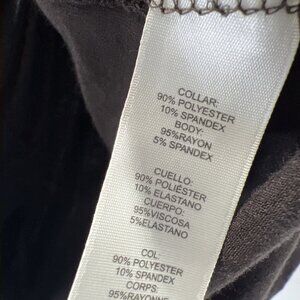 COLLAR:
90% POLYESTER
10% SPANDEX
BODY:
95%RAYON
5% SPANDEX
CUELLO:
90% POLIÉSTER
10% ELASTANO
CUERPO:
95%VISCOSA
5%ELASTANO
COL
90% POLYESTER
10% SPANDEX
CORPS:
95%RAYONNE